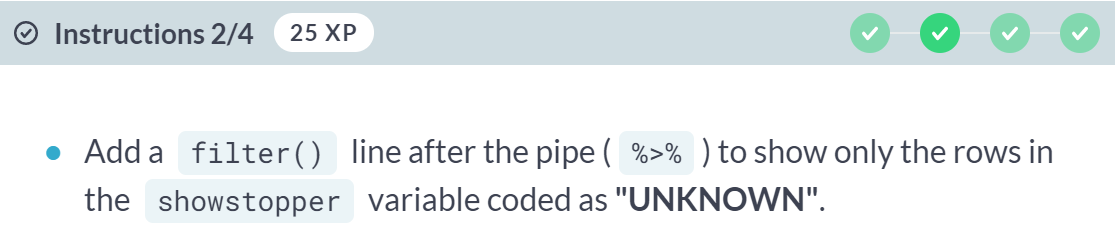 Instructions 2/4 25 XP
Add a filter() line after the pipe ( %>% ) to show only the rows in
the showstopper variable coded as "UNKNOWN".